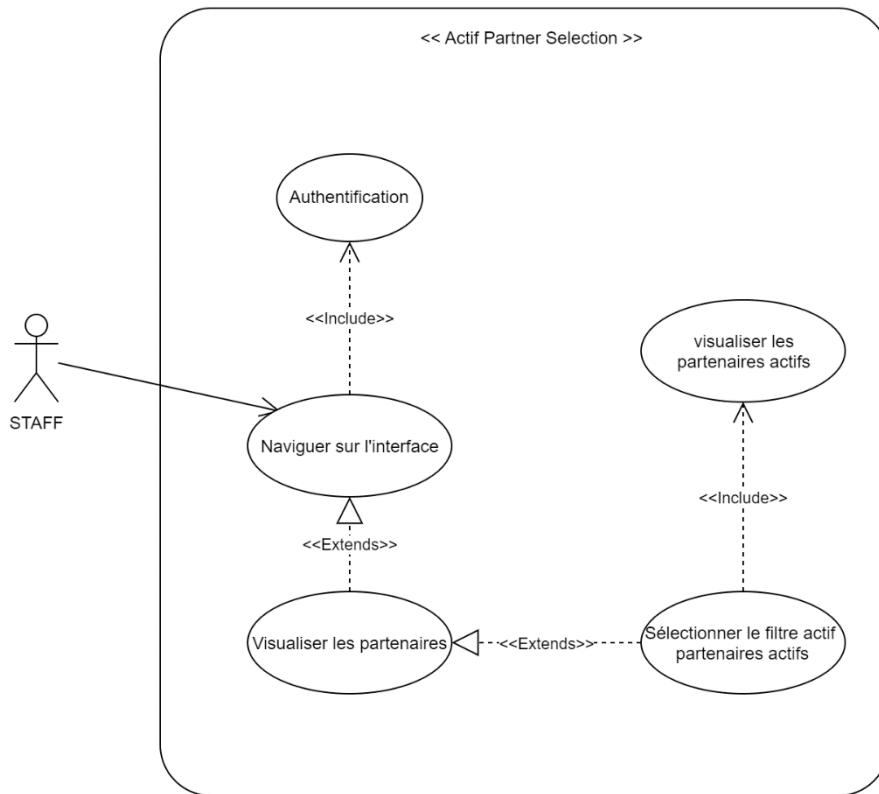 << Actif Partner Selection >>
Authentification
<<Include>>
visualiser les
partenaires actifs
STAFF
Naviguer sur l'interface
<<Include>>
<<Extends>>
Visualiser les partenaires
<<Extends>>
Sélectionner le filtre actif
partenaires actifs